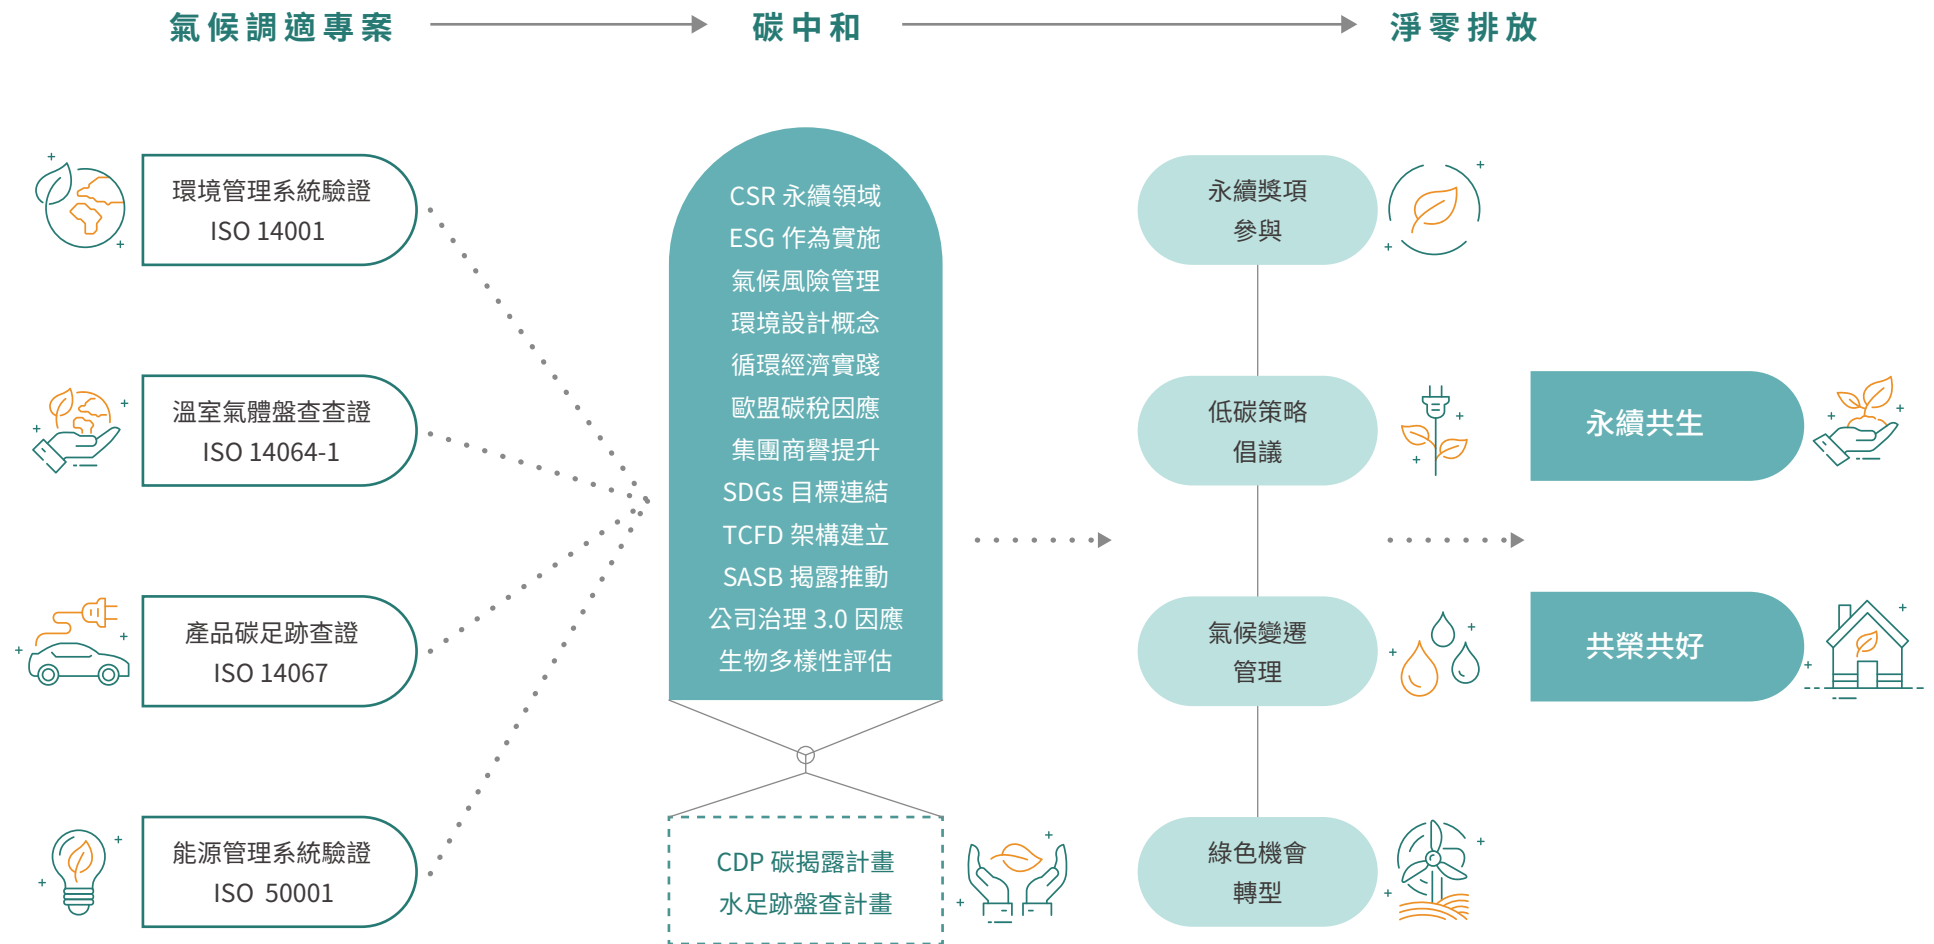 氣候調適專案
碳中和
淨零排放
環境管理系統驗證
ISO 14001
溫室氣體盤查查證
ISO 14064-1
產品碳足跡查證
ISO 14067
能源管理系統驗證
ISO 50001
CSR 永續領域
ESG 作為實施
氣候風險管理
環境設計概念
循環經濟實踐
歐盟碳稅因應
集團商譽提升
SDGs 目標連結
TCFD 架構建立
SASB 揭露推動
公司治理 3.0 因應
生物多樣性評估
CDP 碳揭露計畫
水足跡盤查計畫
永續獎項
參與
低碳策略
倡議
氣候變遷
管理
綠色機會
轉型
永續共生
共榮共好